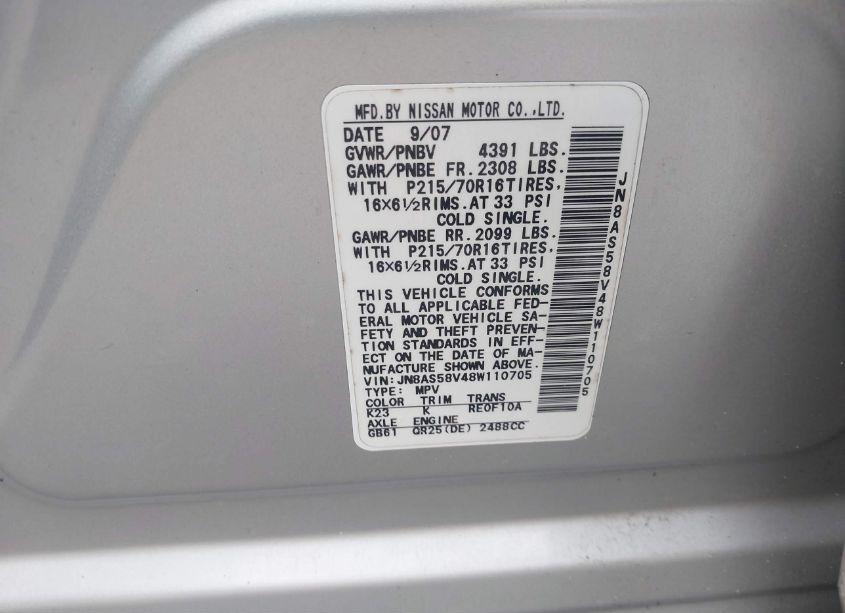 MFD.BY NISSAN MOTOR CO.,LTD.
DATE 9/07
GVWR/PNBV 4391 LBS.
GAWR/PNBE FR.2308 LBS.
WITH P215/70R16TIRES,
16×6½RIMS.AT 33 PSI
COLD SINGLE.
GAWR/PNBE RR.2099 LBS.
WITH P215/70R16TIRES,
16×6½RIMS.AT 33 PSI
COLD SINGLE.
THIS VEHICLE CONFORMS
TO ALL APPLICABLE FED-
ERAL MOTOR VEHICLE SA-
FETY AND THEFT PREVEN-
TION STANDARDS IN EFF-
ECT ON THE DATE OF MA-
NUFACTURE SHOWN ABOVE.
VIN:JN8AS58V48W110705
TYPE: MPV
COLOR TRIM TRANS
K23 K RE0F10A
AXLE ENGINE
GB61 QR25(DE) 2488CC
JN8AS58V48W110705